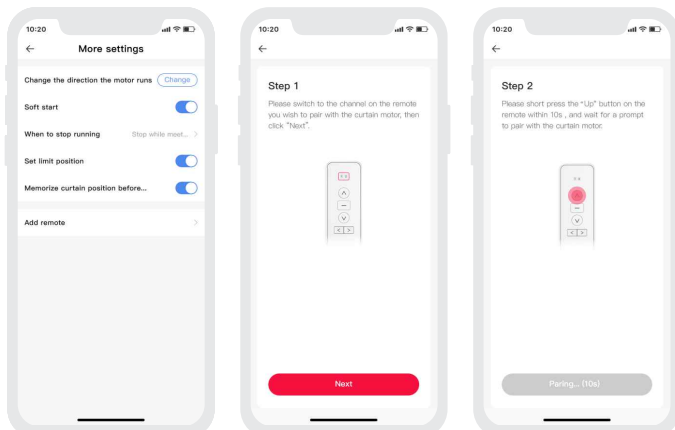 10:20
More settings
Change the direction the motor runs Change
Soft start
When to stop running Stop while meet...
Set limit position
Memorize curtain position before...
Add remote
10:20
Step 1
Please switch to the channel on the remote
you wish to pair with the curtain motor, then
click "Next".
Next
10:20
Step 2
Please short press the "Up" button on the
remote within 10s , and wait for a prompt
to pair with the curtain motor.
Paring... (10s)